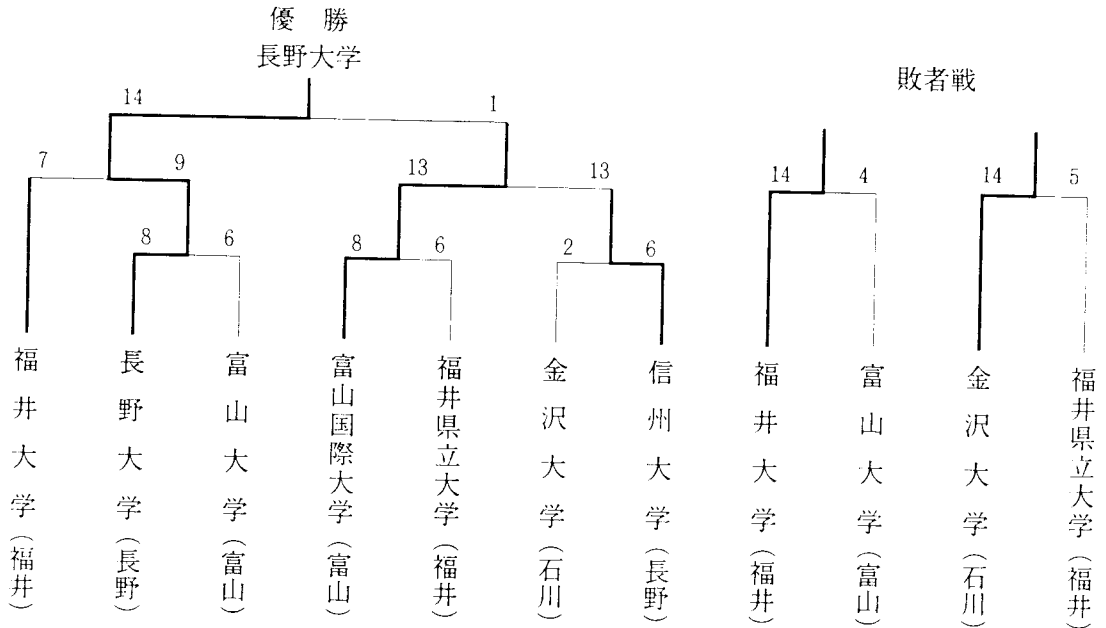 優　勝
長野大学
敗者戦
14
1
7
9
13
13
14
4
14
5
8
6
8
6
2
6
福井大学（福井）
長野大学（長野）
富山大学（富山）
富山国際大学（富山）
福井県立大学（福井）
金沢大学（石川）
信州大学（長野）
福井大学（福井）
富山大学（富山）
金沢大学（石川）
福井県立大学（福井）